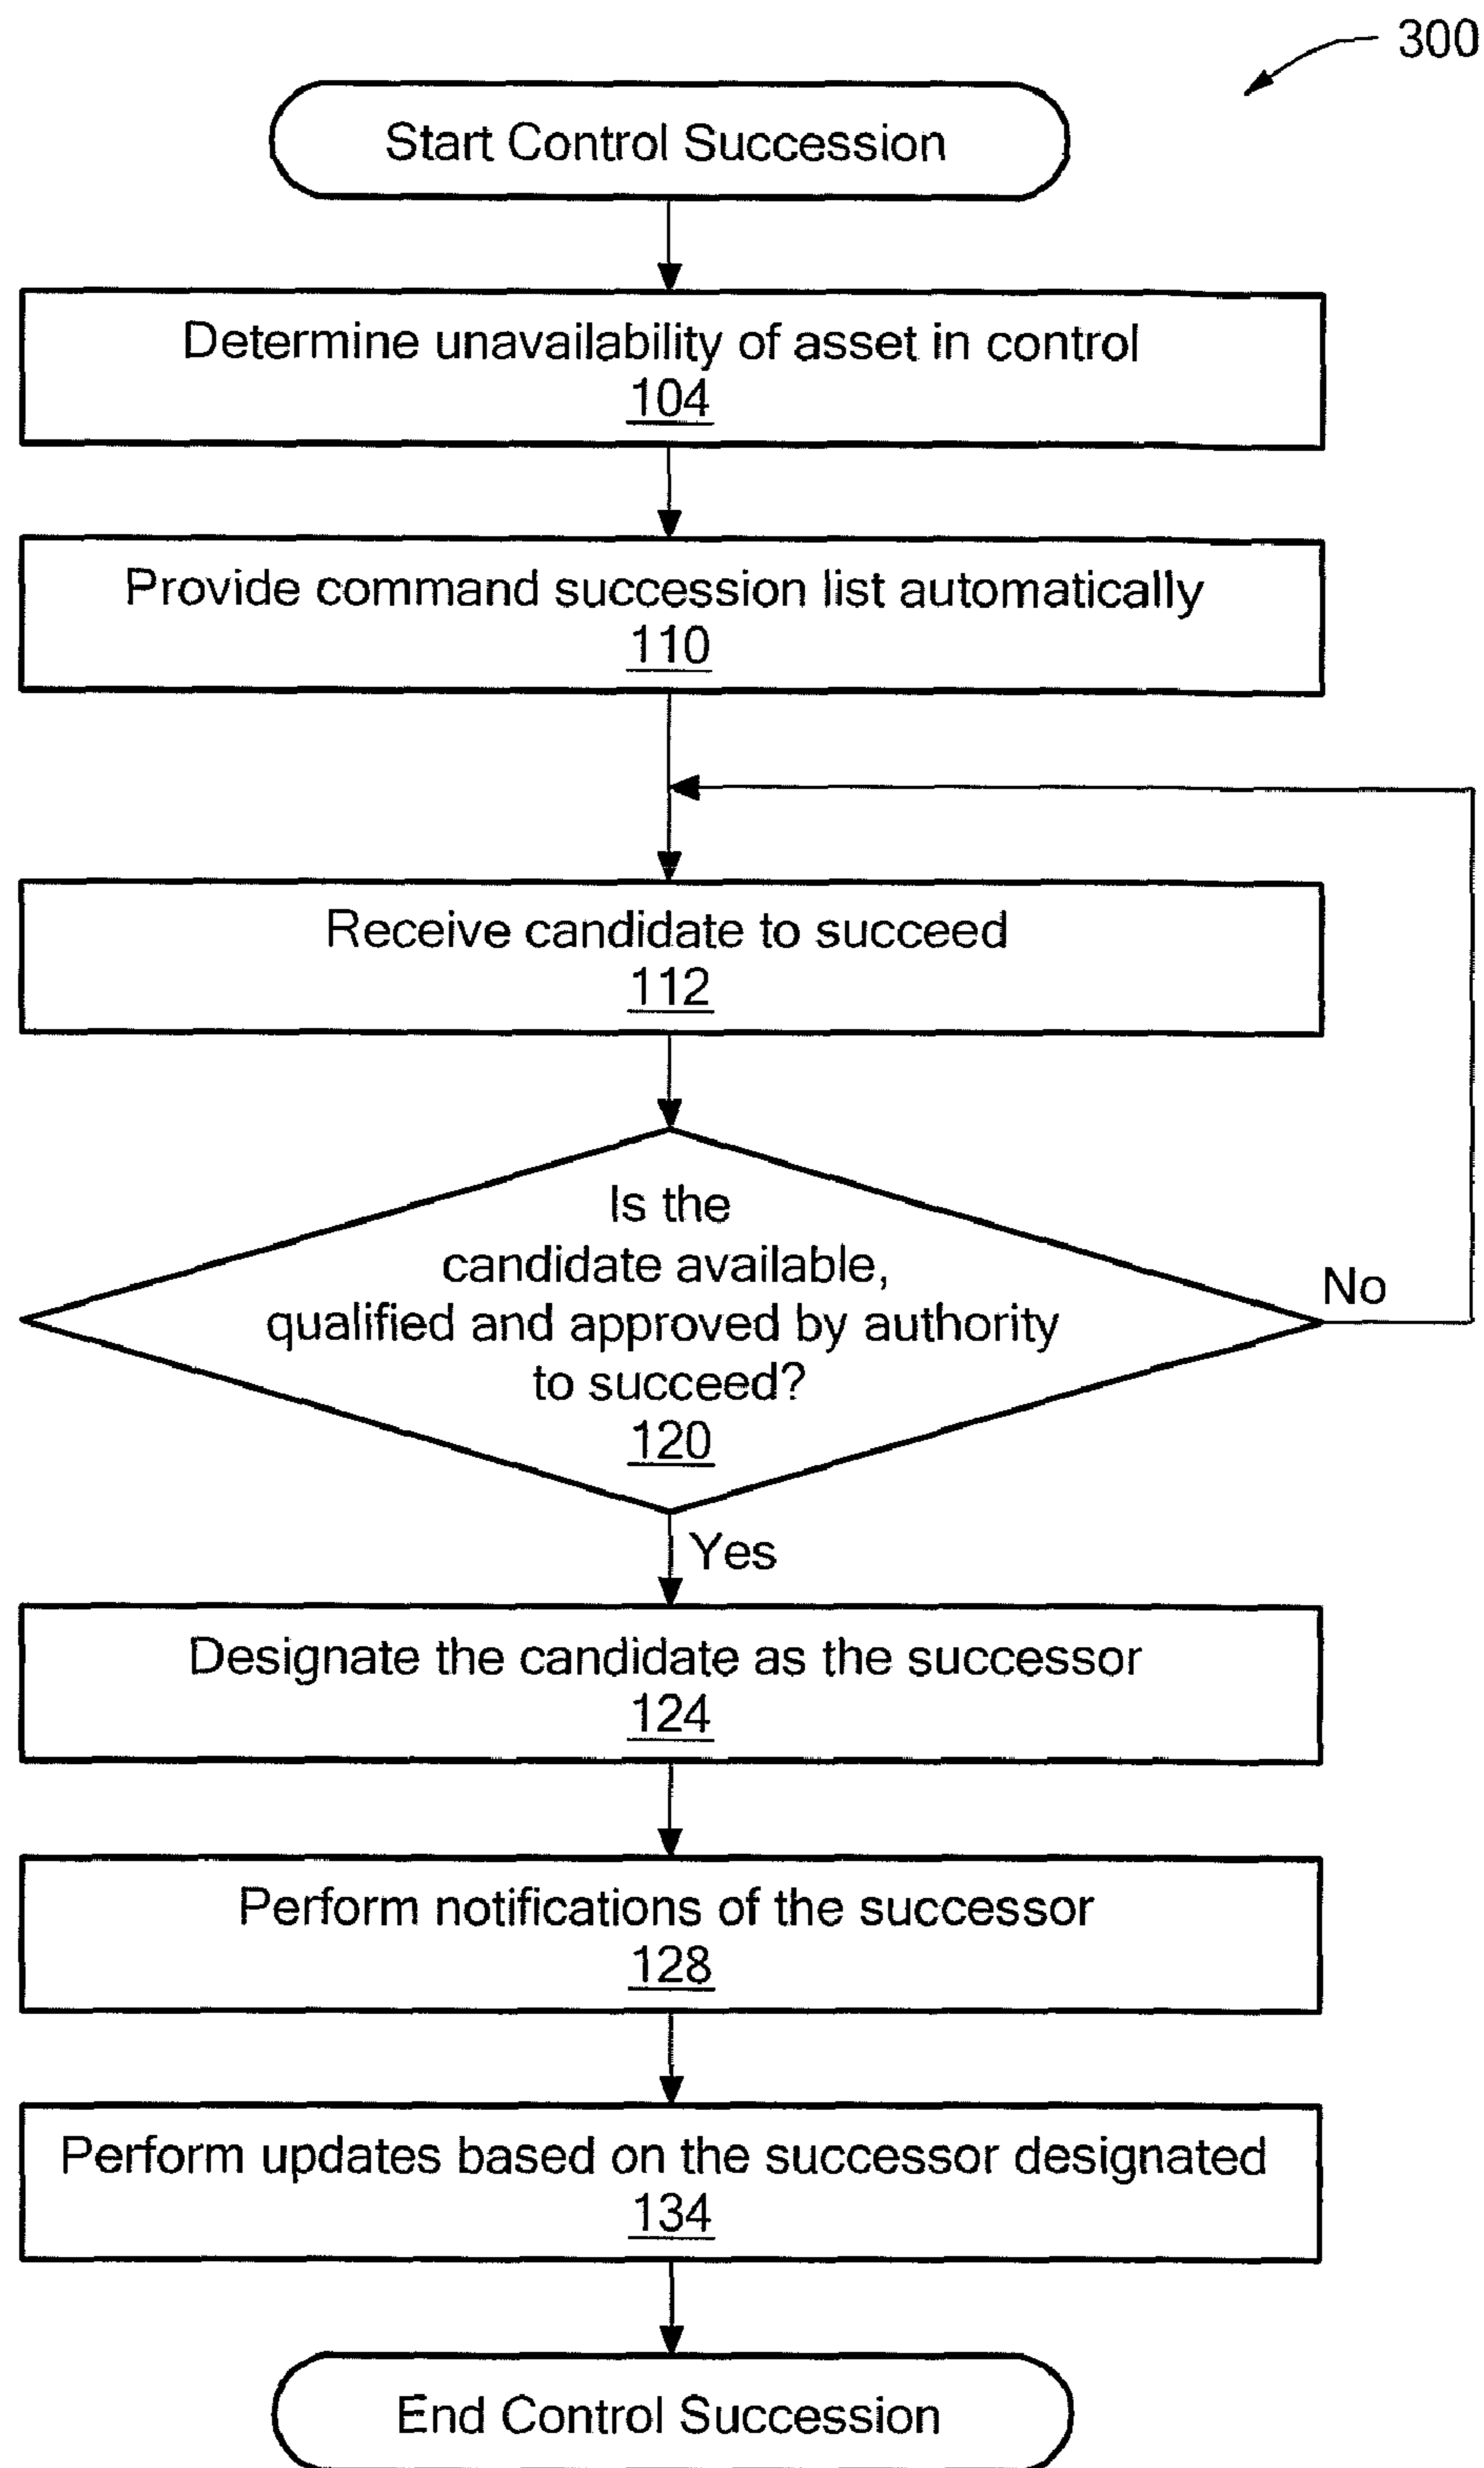 300
Start Control Succession
Determine unavailability of asset in control
104
Provide command succession list automatically
110
Receive candidate to succeed
112
Is the
candidate available,
qualified and approved by authority
to succeed?
120
No
Yes
Designate the candidate as the successor
124
Perform notifications of the successor
128
Perform updates based on the successor designated
134
End Control Succession